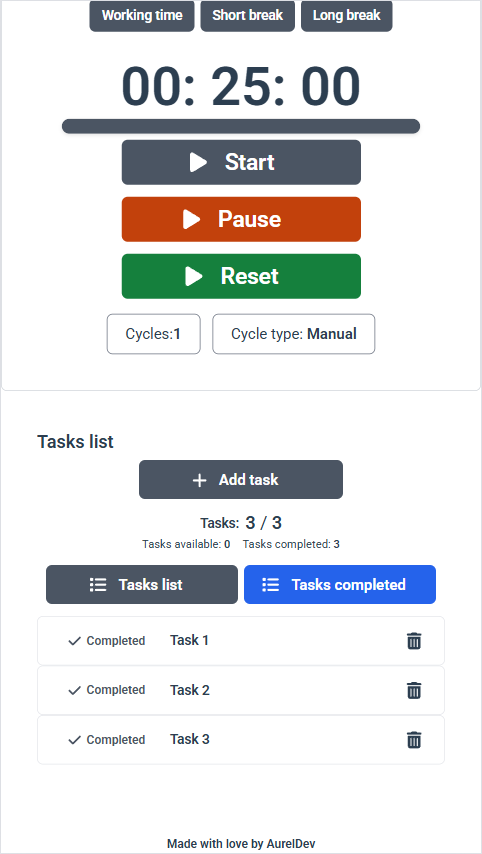 Working time Short break Long break
00: 25: 00
Start
Pause
Reset
Cycles:1 Cycle type: Manual
Tasks list
Add task
Tasks: 3 / 3
Tasks available: 0 Tasks completed: 3
Tasks list Tasks completed
Completed Task 1
Completed Task 2
Completed Task 3
Made with love by AurelDev